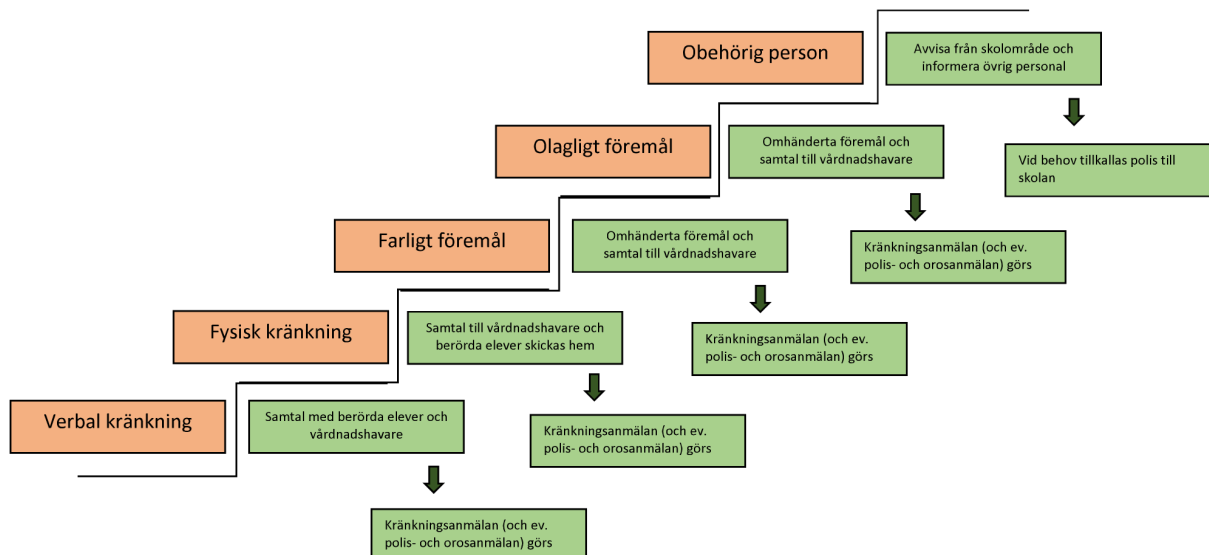 Obehörig person
Avvisa från skolområde och
informera övrig personal
Olagligt föremål
Omhänderta föremål och
samtal till vårdnadshavare
Vid behov tillkallas polis till
skolan
Farligt föremål
Omhänderta föremål och
samtal till vårdnadshavare
Kränkningsanmälan (och ev.
polis- och orosanmälan) görs
Fysisk kränkning
Samtal till vårdnadshavare och
berörda elever skickas hem
Kränkningsanmälan (och ev.
polis- och orosanmälan) görs
Verbal kränkning
Samtal med berörda elever och
vårdnadshavare
Kränkningsanmälan (och ev.
polis- och orosanmälan) görs
Kränkningsanmälan (och ev.
polis- och orosanmälan) görs